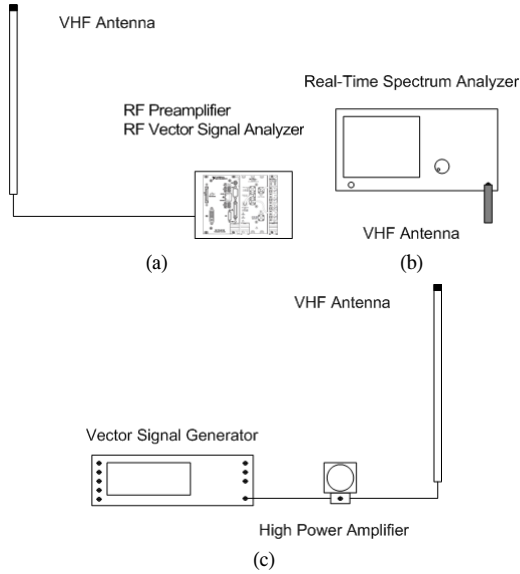 VHF Antenna
RF Preamplifier
RF Vector Signal Analyzer
(a)
Real-Time Spectrum Analyzer
VHF Antenna
(b)
VHF Antenna
Vector Signal Generator
High Power Amplifier
(c)